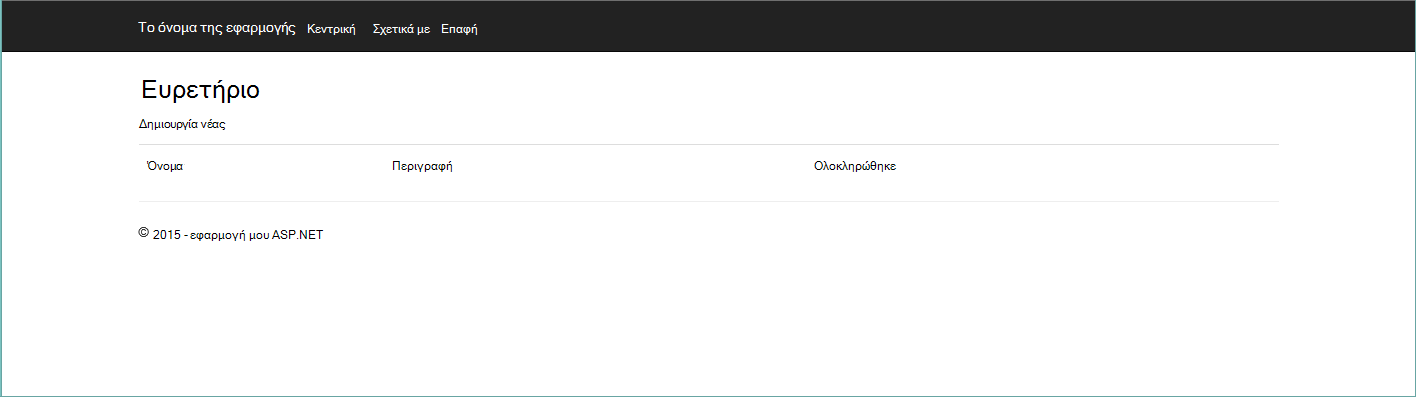 Το όνομα της εφαρμογής Κεντρική Σχετικά με Επαφή
Ευρετήριο
Δημιουργία νέας
Όνομα Περιγραφή Ολοκληρώθηκε
© 2015 - εφαρμογή μου ASP.NET